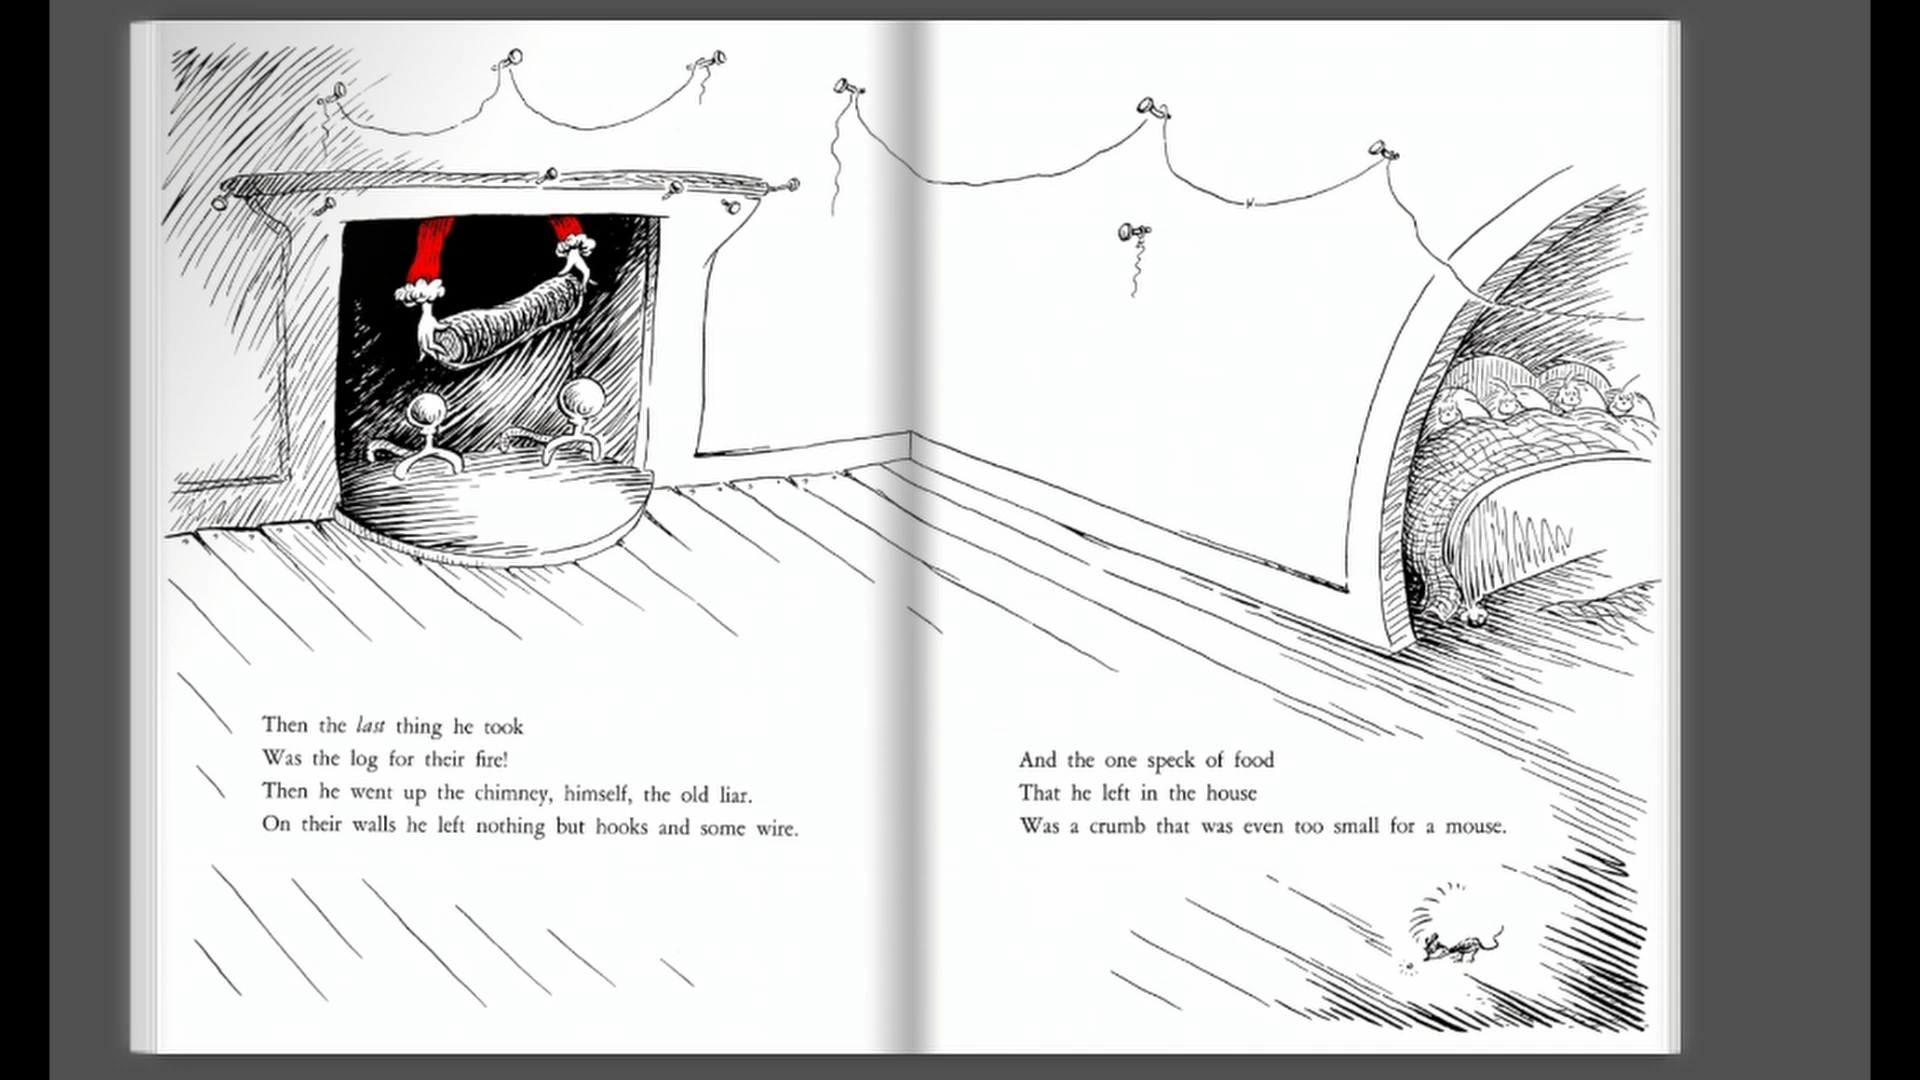 Then the last thing he took
Was the log for their fire!
Then he went up the chimney, himself, the old liar.
On their walls he left nothing but hooks and some wire.
And the one speck of food
That he left in the house
Was a crumb that was even too small for a mouse.